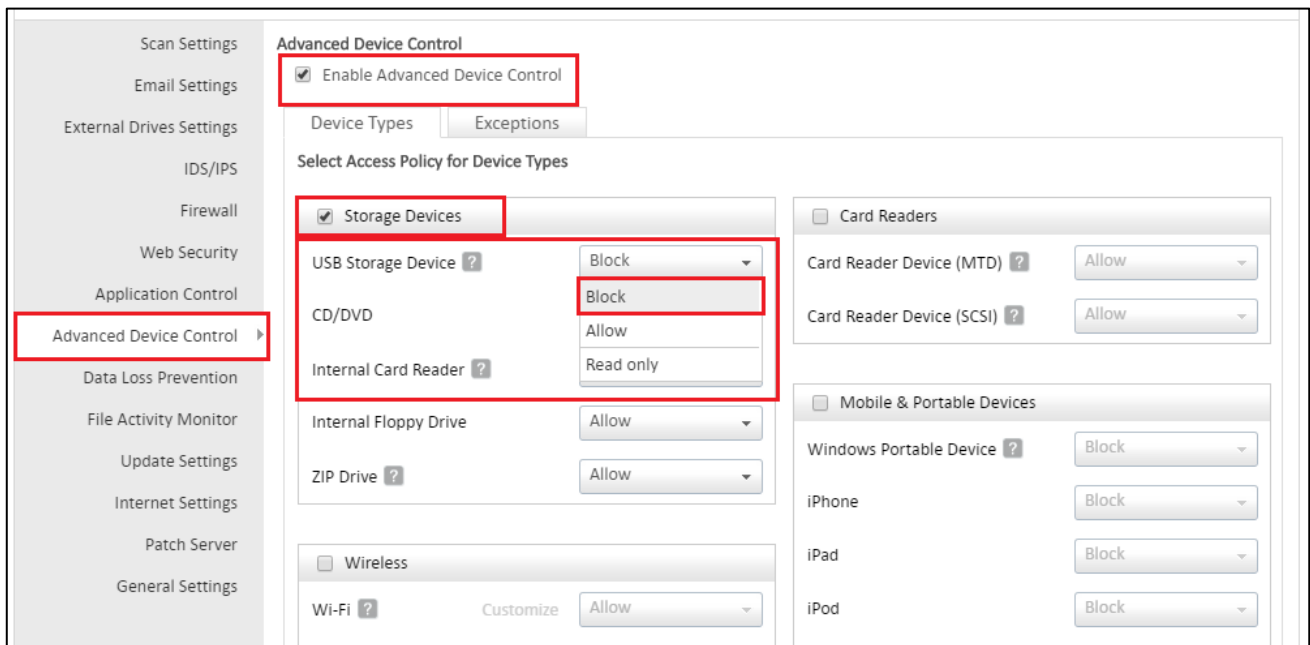 Scan Settings
Email Settings
External Drives Settings
IDS/IPS
Firewall
Web Security
Application Control
Advanced Device Control
Data Loss Prevention
File Activity Monitor
Update Settings
Internet Settings
Patch Server
General Settings
Advanced Device Control
Enable Advanced Device Control
Device Types Exceptions
Select Access Policy for Device Types
Storage Devices
USB Storage Device ? Block
Block
CD/DVD
Allow
Internal Card Reader ? Read only
Internal Floppy Drive Allow
ZIP Drive ? Allow
Wireless
Wi-Fi ? Customize Allow
Card Readers
Card Reader Device (MTD) ? Allow
Card Reader Device (SCSI) ? Allow
Mobile & Portable Devices
Windows Portable Device ? Block
iPhone Block
iPad Block
iPod Block